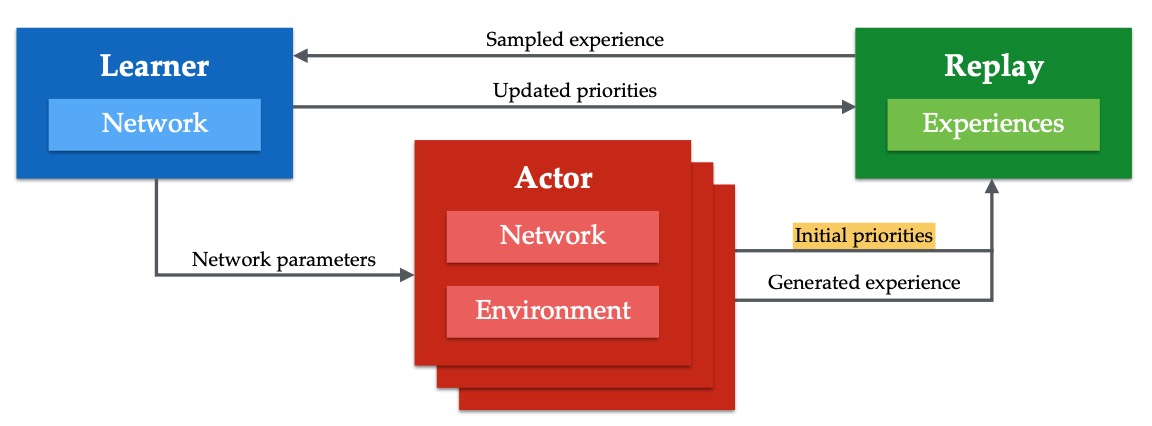 Learner
Network
Sampled experience
Updated priorities
Replay
Experiences
Actor
Network
Environment
Network parameters
Initial priorities
Generated experience